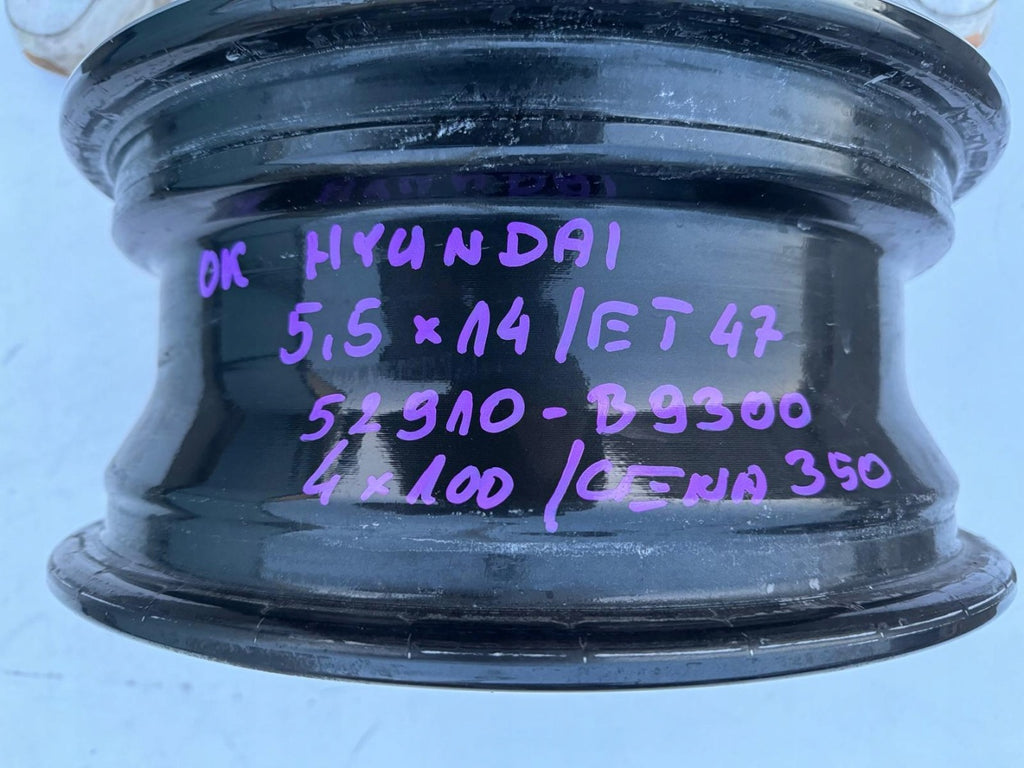 OK HYUNDAI
5,5 x 14 / ET 47
52910 - B9300
4 x 100 / CENA 350